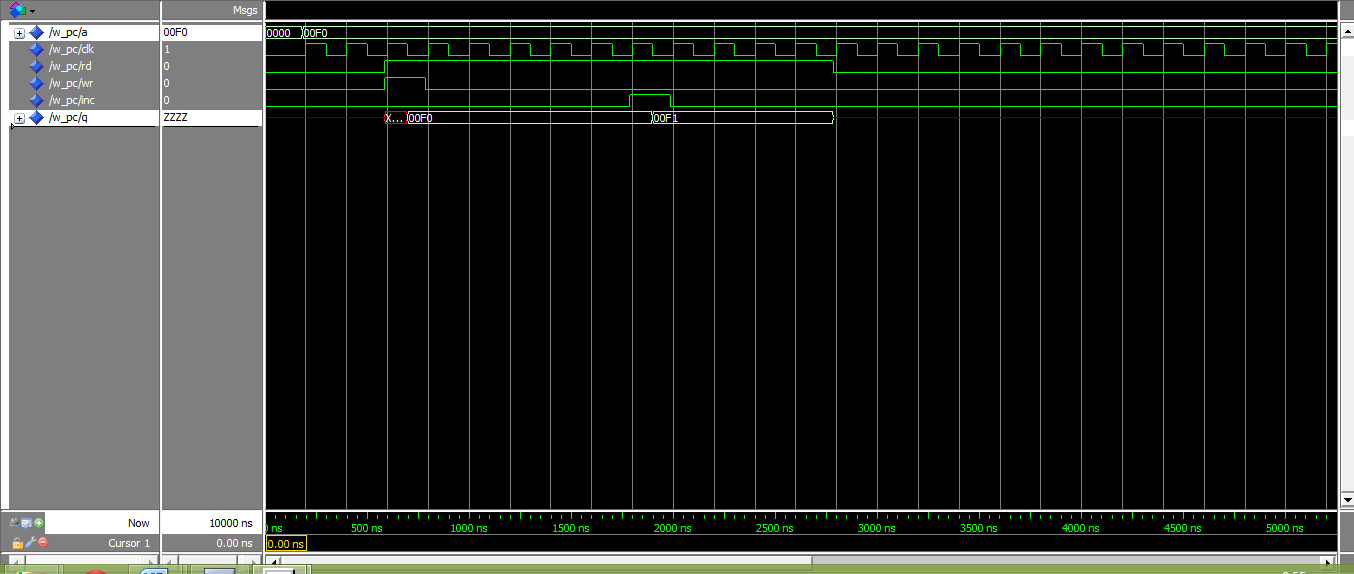 Msgs
/w_pc/a 00F0 0000 00F0
/w_pc/clk 1
/w_pc/rd 0
/w_pc/wr 0
/w_pc/inc 0
/w_pc/q ZZZZ X... 00F0 00F1
Now 10000 ns 500 ns 1000 ns 1500 ns 2000 ns 2500 ns 3000 ns 3500 ns 4000 ns 4500 ns 5000 ns
Cursor 1 0.00 ns 0.00 ns